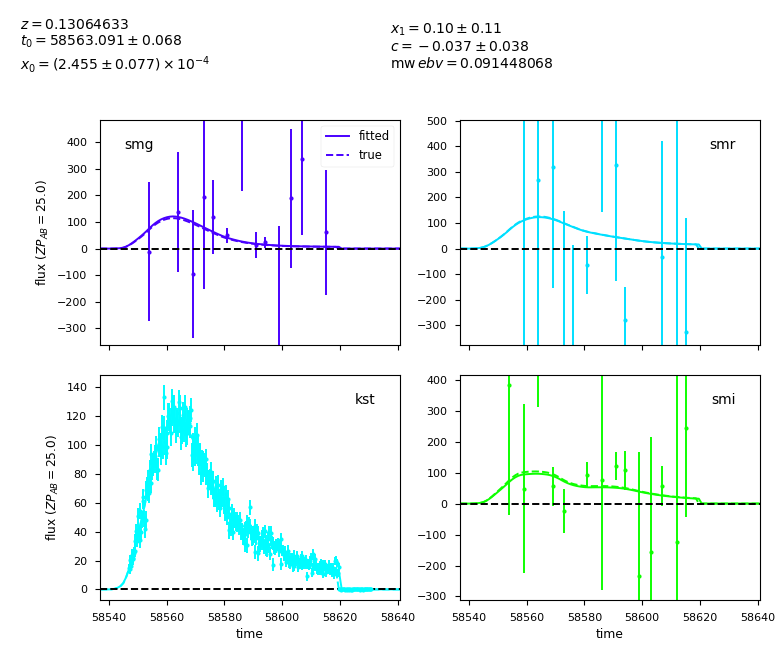 z = 0.13064633
t₀ = 58563.091 ± 0.068
x₀ = (2.455 ± 0.077) × 10⁻⁴
x₁ = 0.10 ± 0.11
c = −0.037 ± 0.038
mw ebv = 0.091448068
smg
fitted
true
400
300
200
100
0
−100
−200
−300
flux (ZP_AB = 25.0)
smr
500
400
300
200
100
0
−100
−200
−300
kst
140
120
100
80
60
40
20
0
flux (ZP_AB = 25.0)
58540 58560 58580 58600 58620 58640
time
smi
400
300
200
100
0
−100
−200
−300
58540 58560 58580 58600 58620 58640
time